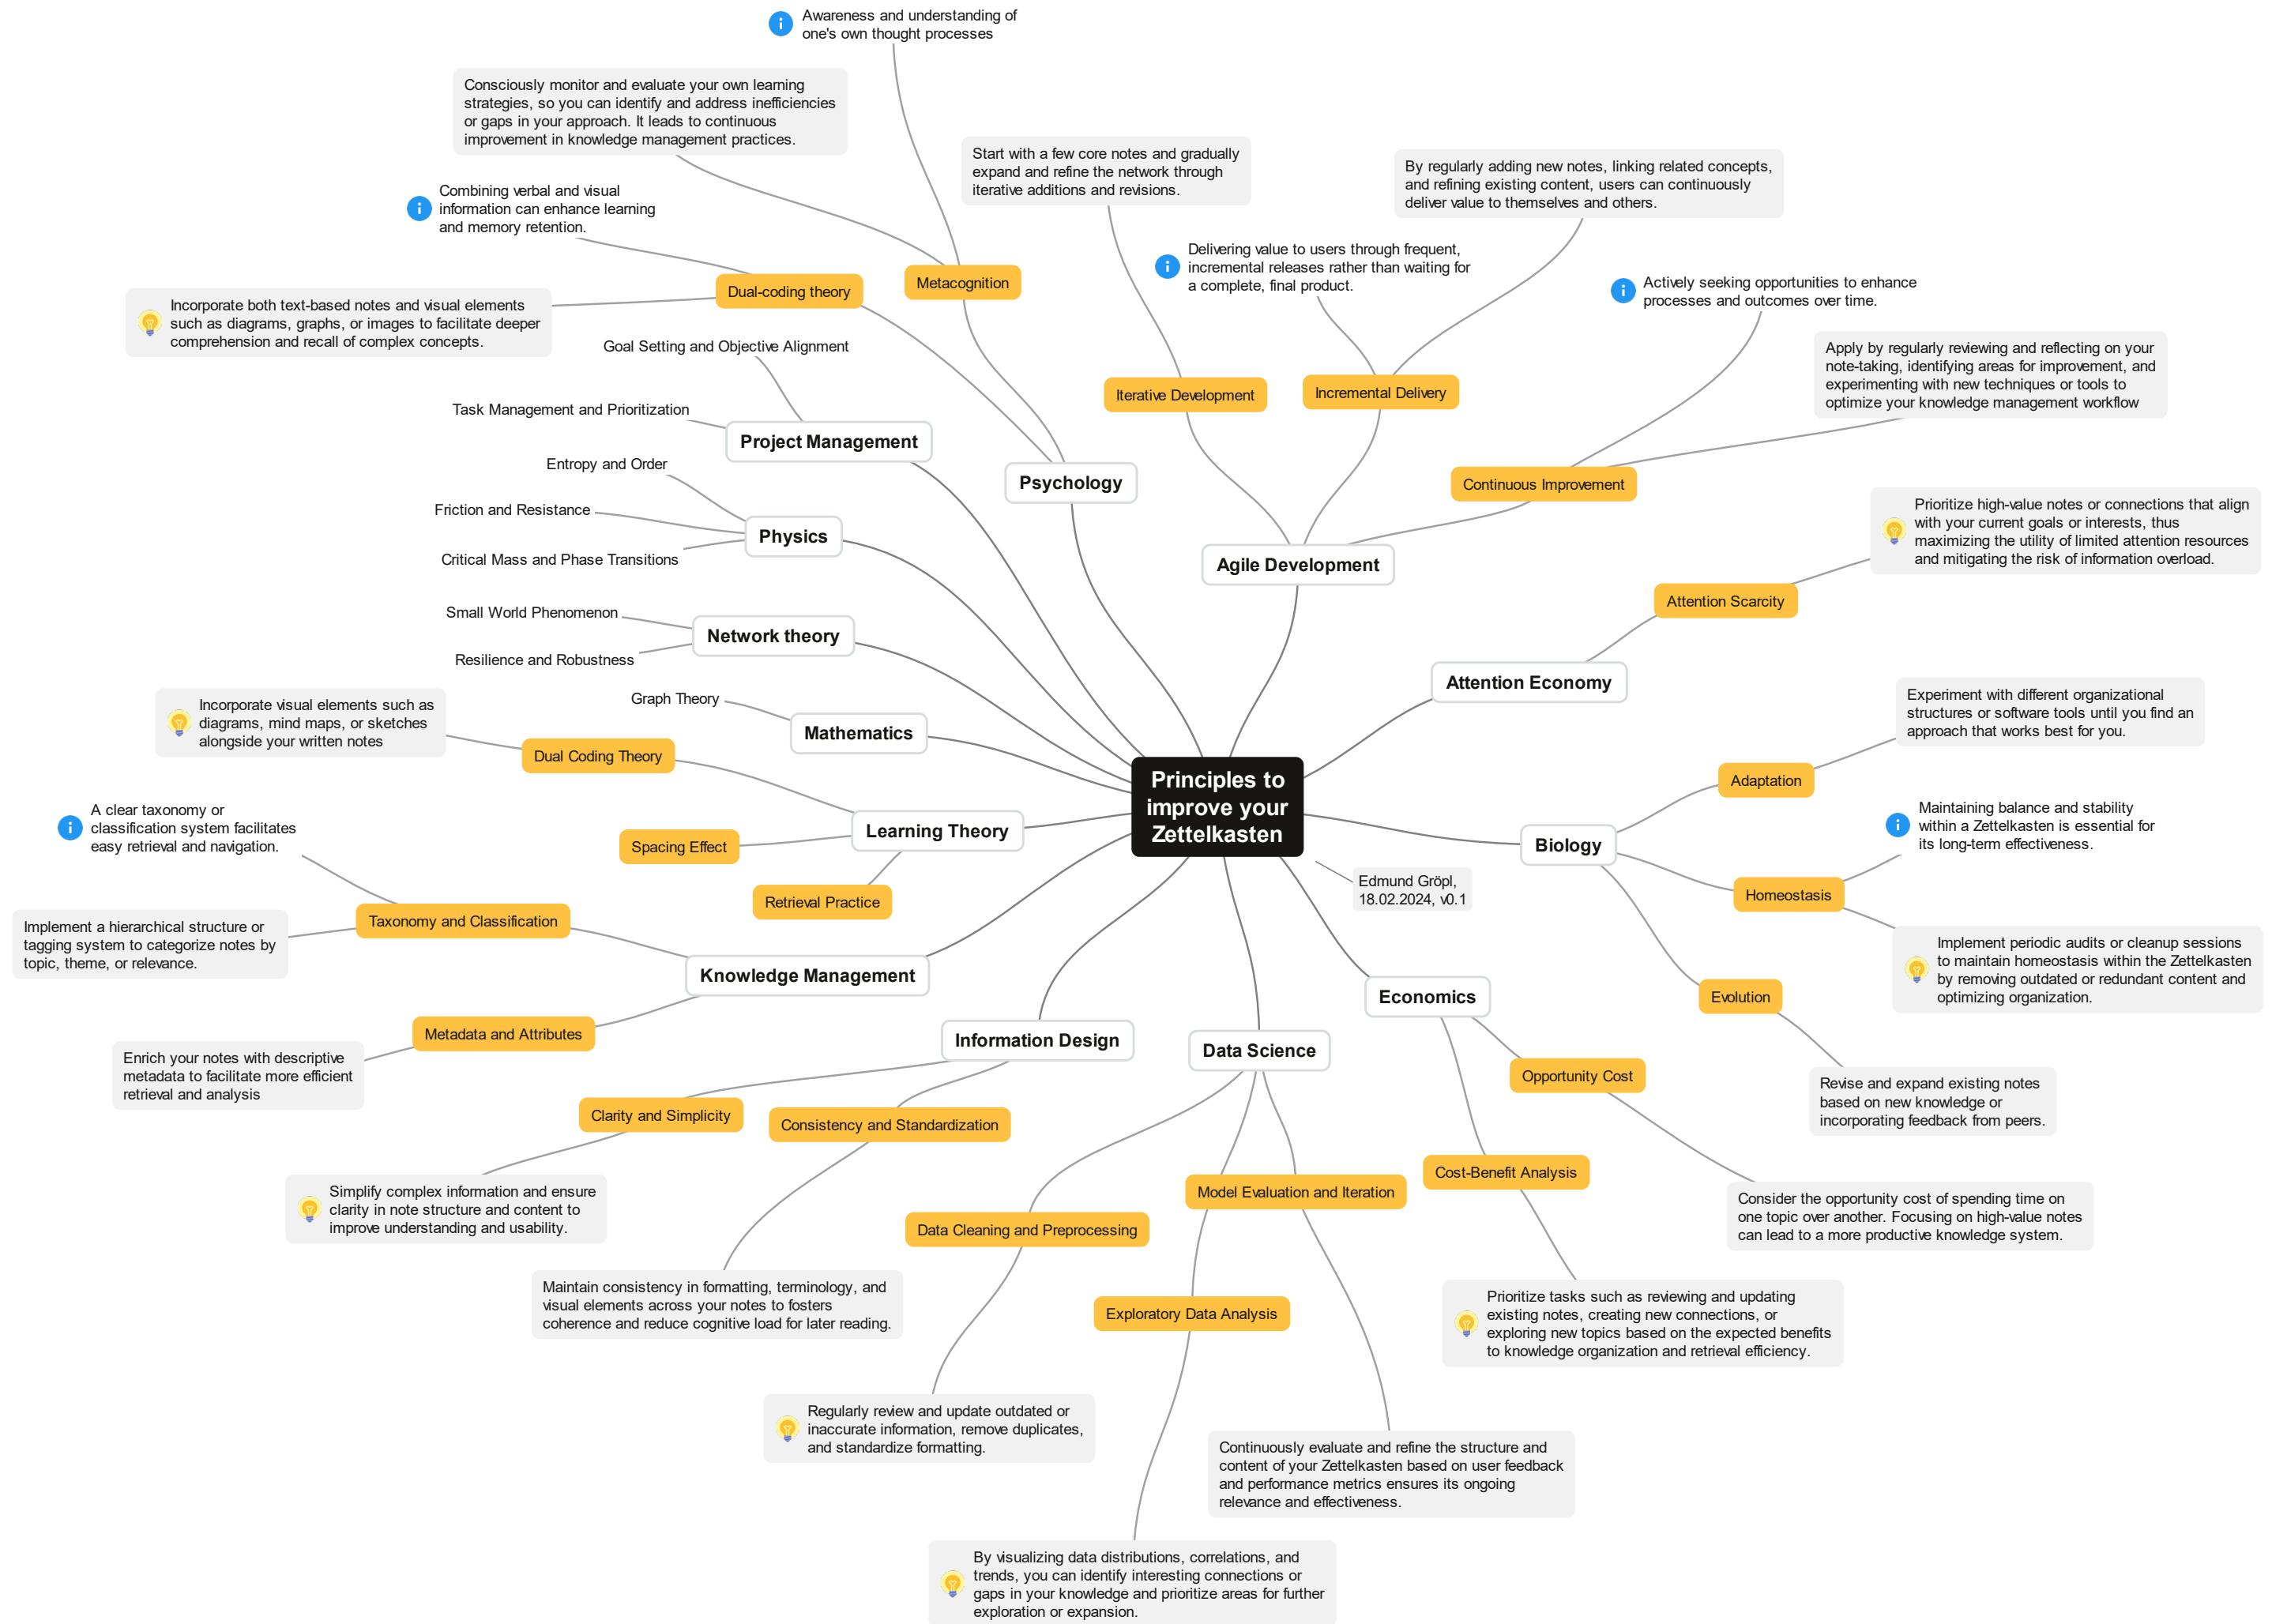 Awareness and understanding of
one's own thought processes
Consciously monitor and evaluate your own learning
strategies, so you can identify and address inefficiencies
or gaps in your approach. It leads to continuous
improvement in knowledge management practices.
Metacognition
Combining verbal and visual
information can enhance learning
and memory retention.
Dual-coding theory
Incorporate both text-based notes and visual elements
such as diagrams, graphs, or images to facilitate deeper
comprehension and recall of complex concepts.
Psychology
Start with a few core notes and gradually
expand and refine the network through
iterative additions and revisions.
Iterative Development
By regularly adding new notes, linking related concepts,
and refining existing content, users can continuously
deliver value to themselves and others.
Delivering value to users through frequent,
incremental releases rather than waiting for
a complete, final product.
Incremental Delivery
Actively seeking opportunities to enhance
processes and outcomes over time.
Apply by regularly reviewing and reflecting on your
note-taking, identifying areas for improvement, and
experimenting with new techniques or tools to
optimize your knowledge management workflow
Continuous Improvement
Agile Development
Goal Setting and Objective Alignment
Task Management and Prioritization
Project Management
Entropy and Order
Friction and Resistance
Critical Mass and Phase Transitions
Physics
Small World Phenomenon
Resilience and Robustness
Network theory
Graph Theory
Mathematics
Prioritize high-value notes or connections that align
with your current goals or interests, thus
maximizing the utility of limited attention resources
and mitigating the risk of information overload.
Attention Scarcity
Attention Economy
Principles to
improve your
Zettelkasten
Edmund Gröpl,
18.02.2024, v0.1
Experiment with different organizational
structures or software tools until you find an
approach that works best for you.
Adaptation
Maintaining balance and stability
within a Zettelkasten is essential for
its long-term effectiveness.
Biology
Homeostasis
Implement periodic audits or cleanup sessions
to maintain homeostasis within the Zettelkasten
by removing outdated or redundant content and
optimizing organization.
Evolution
Revise and expand existing notes
based on new knowledge or
incorporating feedback from peers.
Incorporate visual elements such as
diagrams, mind maps, or sketches
alongside your written notes
Dual Coding Theory
Learning Theory
Spacing Effect
Retrieval Practice
A clear taxonomy or
classification system facilitates
easy retrieval and navigation.
Taxonomy and Classification
Implement a hierarchical structure or
tagging system to categorize notes by
topic, theme, or relevance.
Knowledge Management
Metadata and Attributes
Enrich your notes with descriptive
metadata to facilitate more efficient
retrieval and analysis
Information Design
Clarity and Simplicity
Simplify complex information and ensure
clarity in note structure and content to
improve understanding and usability.
Consistency and Standardization
Maintain consistency in formatting, terminology, and
visual elements across your notes to fosters
coherence and reduce cognitive load for later reading.
Data Science
Data Cleaning and Preprocessing
Regularly review and update outdated or
inaccurate information, remove duplicates,
and standardize formatting.
Exploratory Data Analysis
By visualizing data distributions, correlations, and
trends, you can identify interesting connections or
gaps in your knowledge and prioritize areas for further
exploration or expansion.
Model Evaluation and Iteration
Continuously evaluate and refine the structure and
content of your Zettelkasten based on user feedback
and performance metrics ensures its ongoing
relevance and effectiveness.
Economics
Opportunity Cost
Consider the opportunity cost of spending time on
one topic over another. Focusing on high-value notes
can lead to a more productive knowledge system.
Cost-Benefit Analysis
Prioritize tasks such as reviewing and updating
existing notes, creating new connections, or
exploring new topics based on the expected benefits
to knowledge organization and retrieval efficiency.